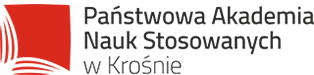 Państwowa Akademia
Nauk Stosowanych
w Krośnie